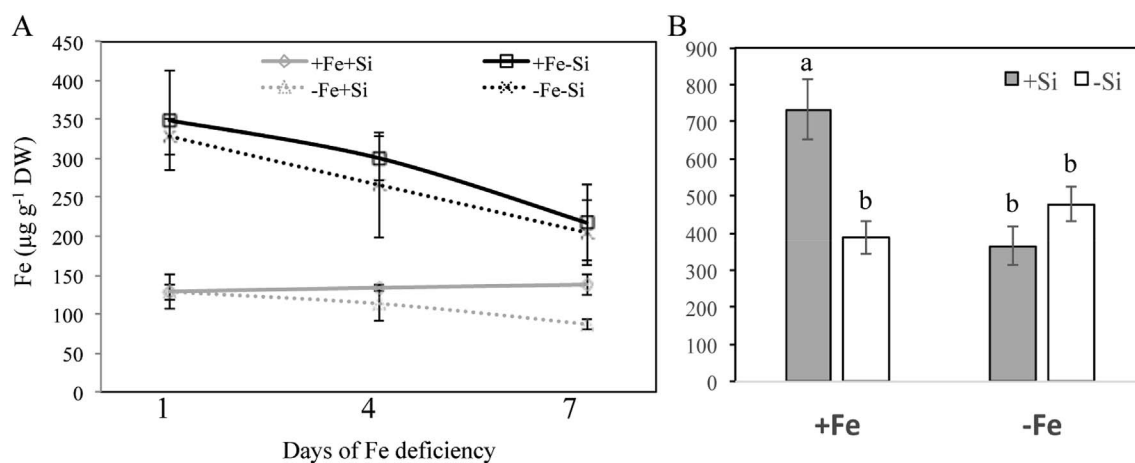 A
450
400
350
300
250
200
150
100
50
0
Fe (µg g⁻¹ DW)
+Fe+Si
+Fe-Si
-Fe+Si
-Fe-Si
1 4 7
Days of Fe deficiency
B
900
800
700
600
500
400
300
200
100
0
+Si -Si
a
b
b
b
+Fe -Fe